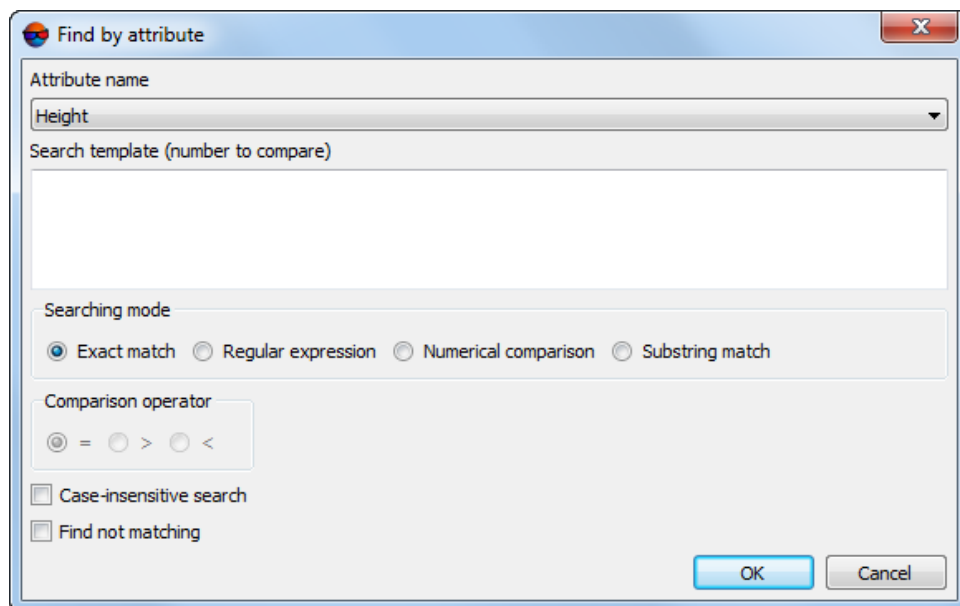 Find by attribute
Attribute name
Height
Search template (number to compare)
Searching mode
Exact match Regular expression Numerical comparison Substring match
Comparison operator
= > <
Case-insensitive search
Find not matching
OK Cancel